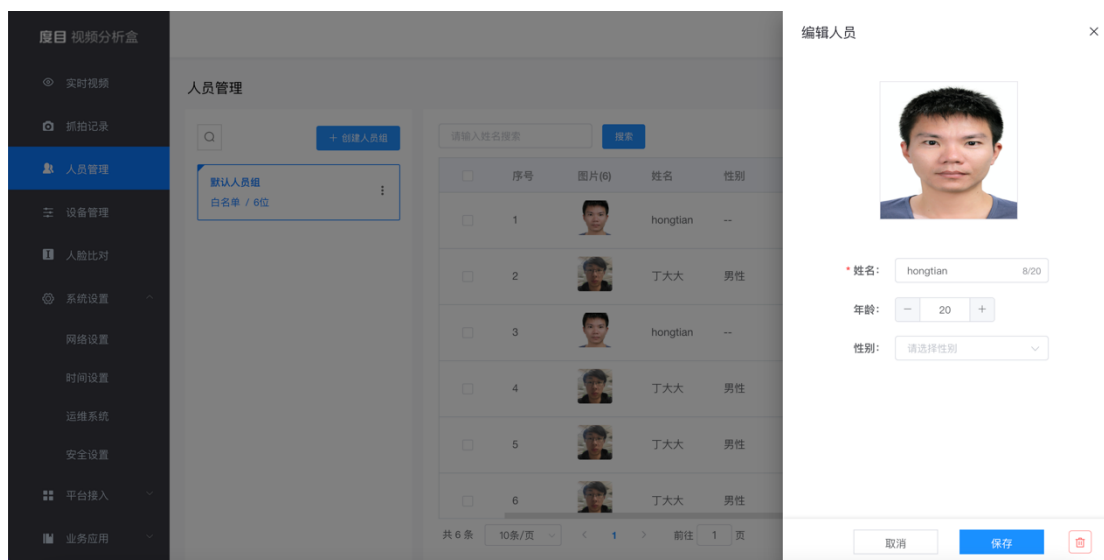 度目 视频分析盒
实时视频
抓拍记录
人员管理
设备管理
人脸比对
系统设置
网络设置
时间设置
运维系统
安全设置
平台接入
业务应用
人员管理
+ 创建人员组
默认人员组
白名单 / 6位
请输入姓名搜索 搜索
序号 图片(6) 姓名 性别
1 hongtian --
2 丁大大 男性
3 hongtian --
4 丁大大 男性
5 丁大大 男性
6 丁大大 男性
共 6 条 10条/页 < 1 > 前往 1 页
编辑人员 ×
* 姓名: hongtian 8/20
年龄: − 20 +
性别: 请选择性别
取消 保存